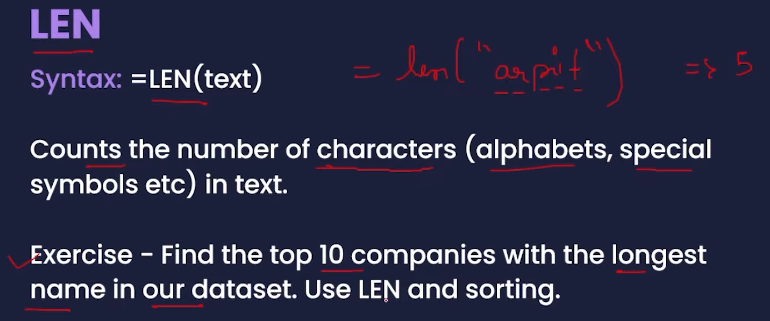 LEN
Syntax: =LEN(text) = len("arpit") => 5
Counts the number of characters (alphabets, special
symbols etc) in text.
Exercise - Find the top 10 companies with the longest
name in our dataset. Use LEN and sorting.